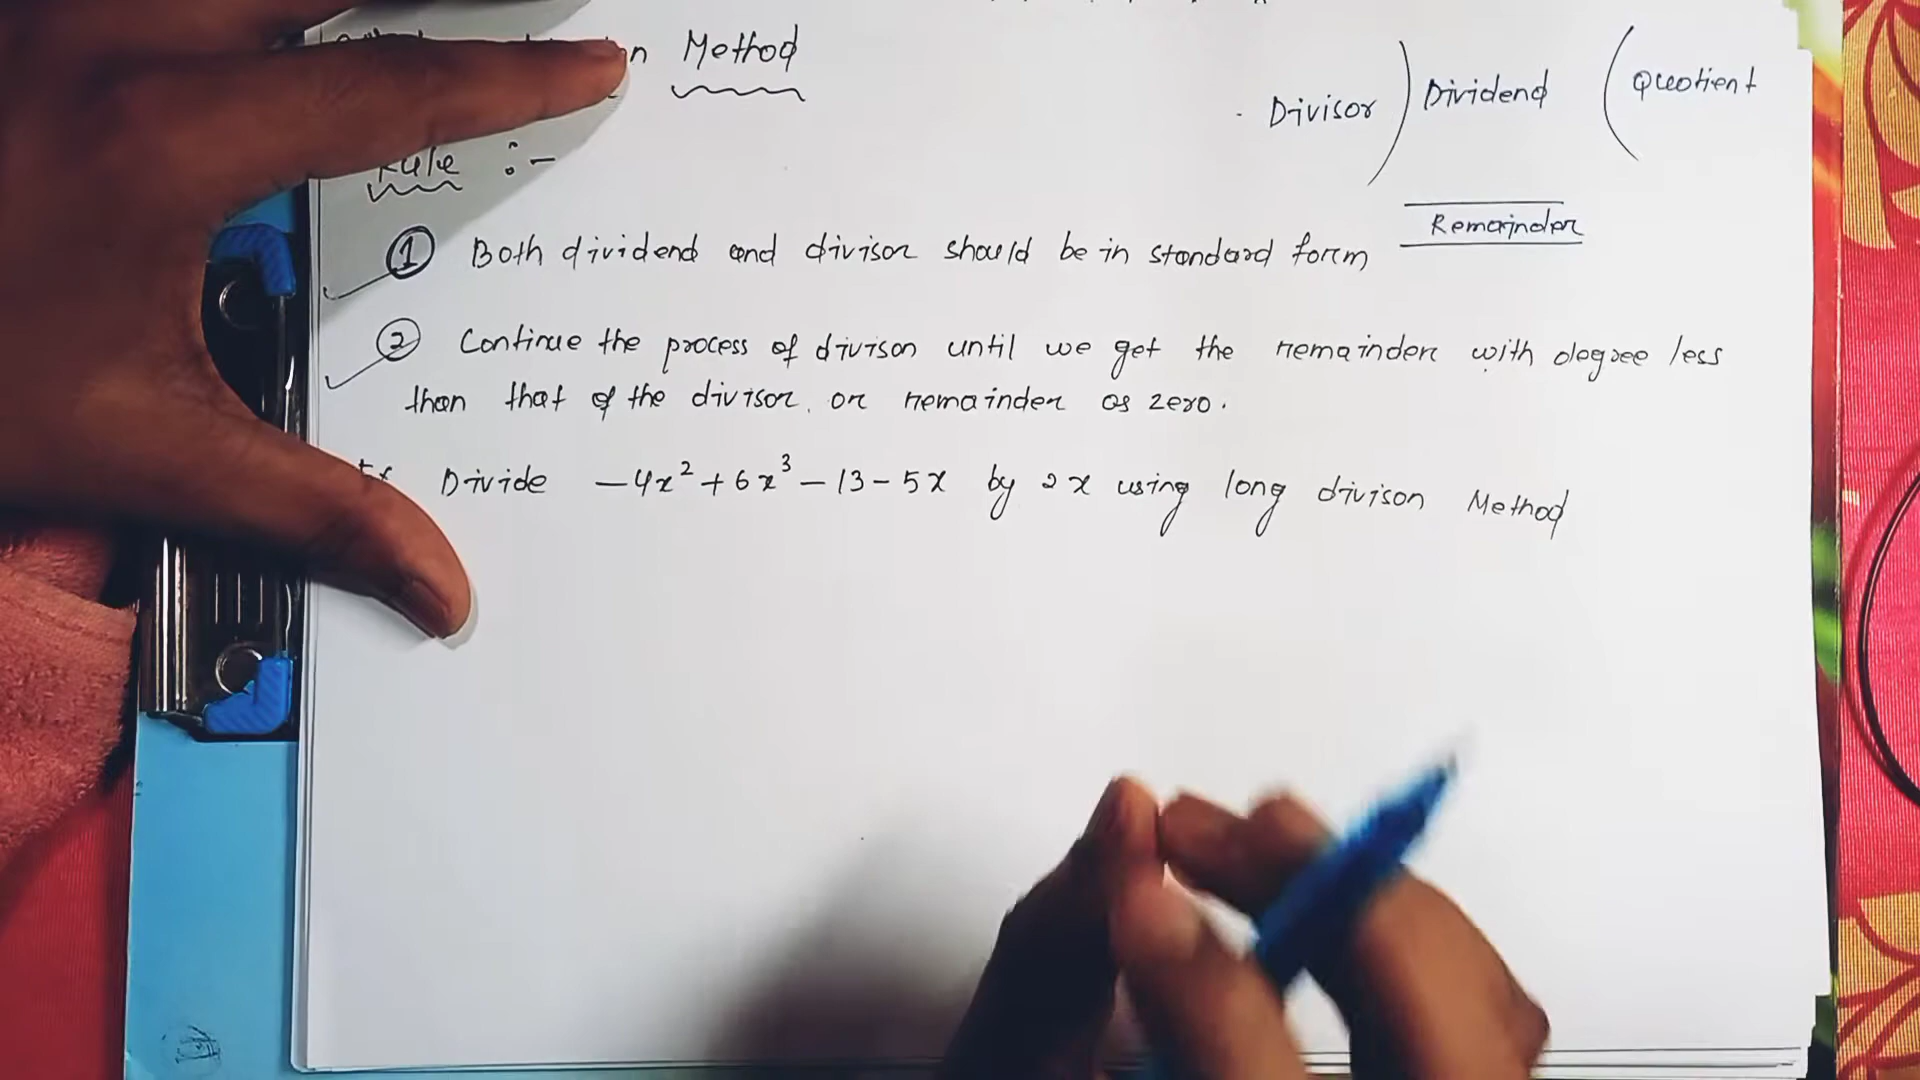 Method
Divisor ) Dividend ( Quotient
Rule :-
Remainder
① Both dividend and divisor should be in standard form
② Continue the process of divison until we get the remainder with degree less
than that of the divisor. or remainder as zero.
Divide -4x² + 6x³ - 13 - 5x by 2x using long divison Method